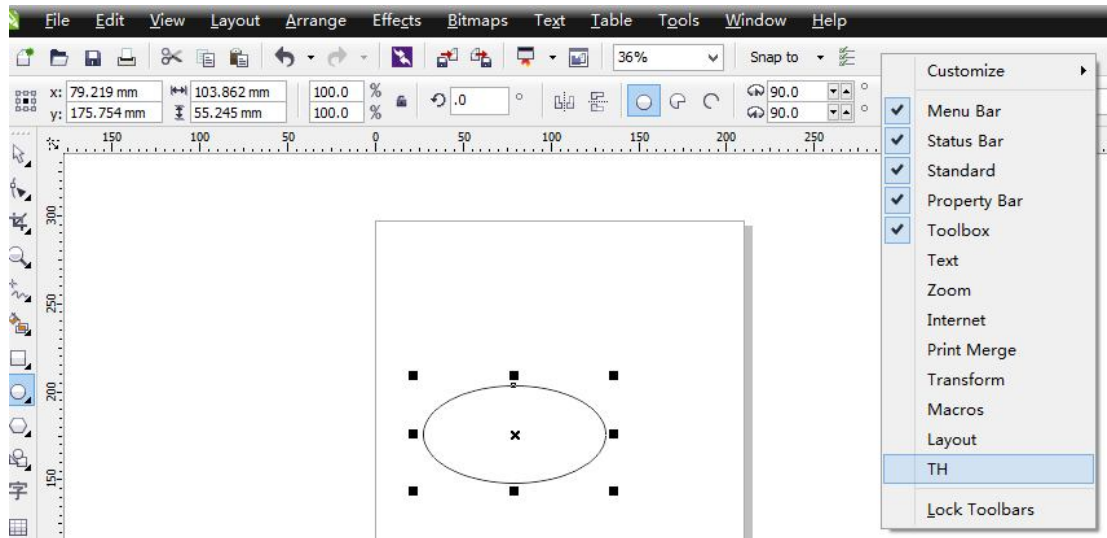 File Edit View Layout Arrange Effects Bitmaps Text Table Tools Window Help
36% Snap to
x: 79.219 mm 103.862 mm 100.0 % .0 ° 90.0 °
y: 175.754 mm 55.245 mm 100.0 % 90.0 °
150 100 50 0 50 100 150 200 250
300
250
200
150
字
Customize
Menu Bar
Status Bar
Standard
Property Bar
Toolbox
Text
Zoom
Internet
Print Merge
Transform
Macros
Layout
TH
Lock Toolbars